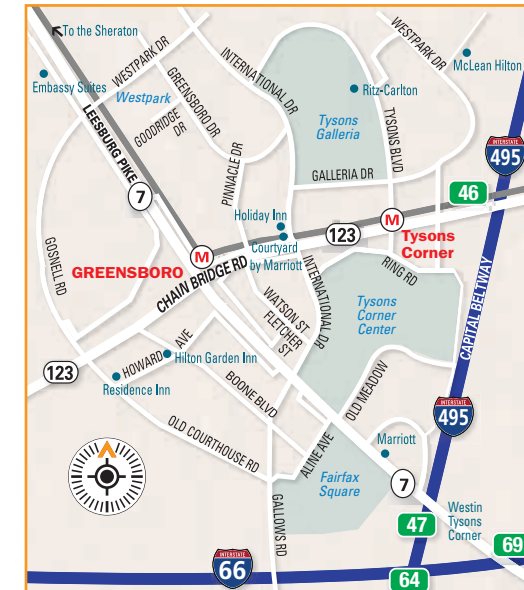 To the Sheraton
WESTPARK DR
Embassy Suites
Westpark
GREENSBORO DR
GOODRIDGE
DR
INTERNATIONAL DR
WESTPARK DR
McLean Hilton
Ritz-Carlton
Tysons
Galleria
TYSONS BLVD
LEESBURG PIKE
7
PINNACLE DR
GALLERIA DR
INTERSTATE
495
46
Holiday Inn
123
M
Courtyard
by Marriott
Tysons
Corner
GOSNELL RD
GREENSBORO
M
CHAIN BRIDGE RD
RING RD
INTERNATIONAL DR
WATSON ST
FLETCHER
ST
Tysons
Corner
Center
CAPITAL BELTWAY
123
HOWARD AVE
Hilton Garden Inn
Residence Inn
BOONE BLVD
OLD MEADOW
INTERSTATE
495
OLD COURTHOUSE RD
ALINE AVE
Marriott
Fairfax
Square
7
GALLOWS RD
47
Westin
Tysons
Corner
69
INTERSTATE
66
64